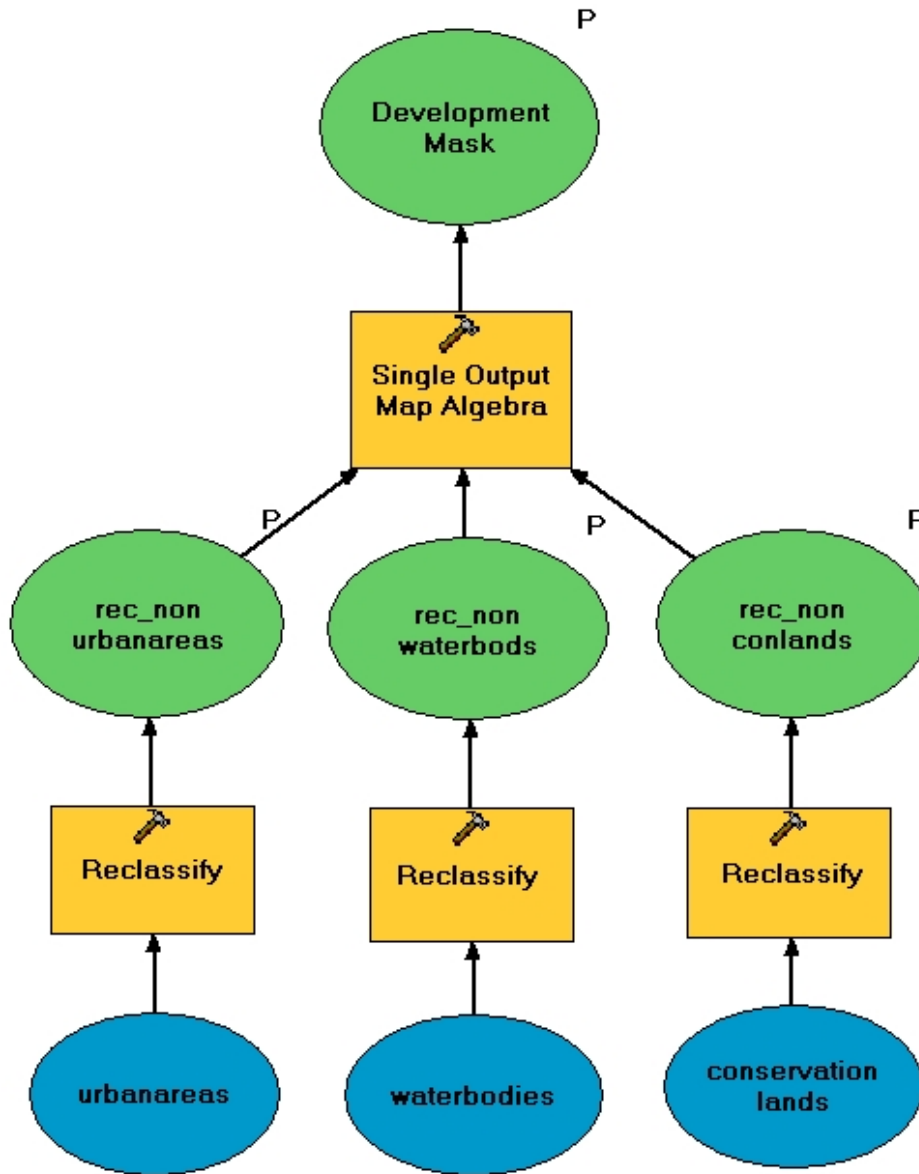 P
Development
Mask
Single Output
Map Algebra
P
P
P
rec_non
urbanareas
rec_non
waterbods
rec_non
conlands
Reclassify
Reclassify
Reclassify
urbanareas
waterbodies
conservation
lands